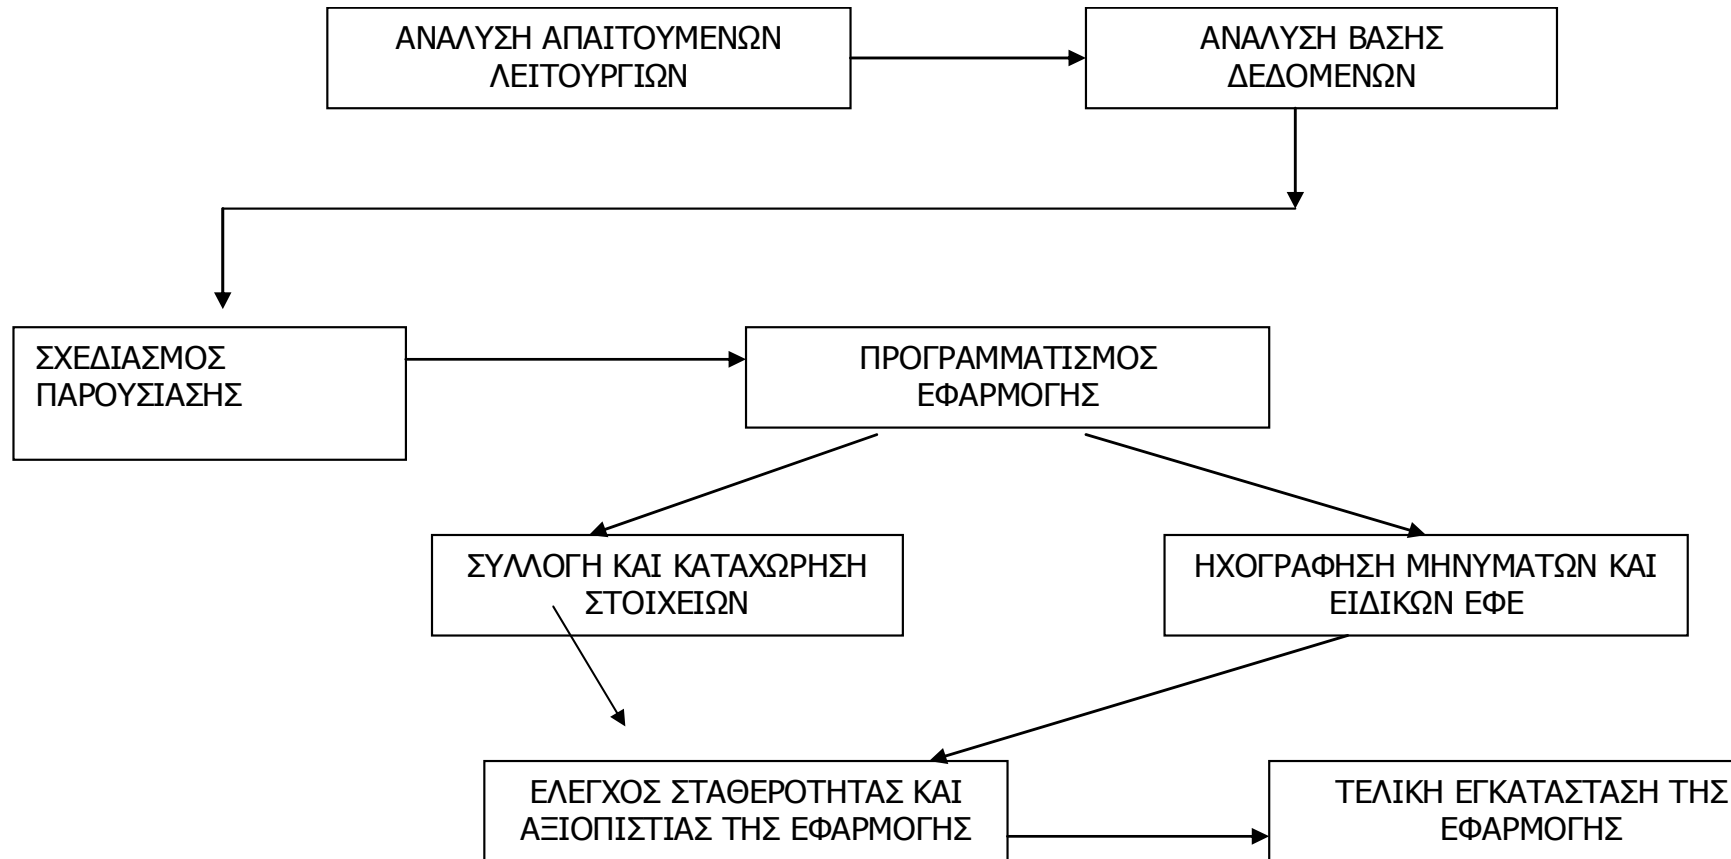 ΑΝΑΛΥΣΗ ΑΠΑΙΤΟΥΜΕΝΩΝ
ΛΕΙΤΟΥΡΓΙΩΝ
ΑΝΑΛΥΣΗ ΒΑΣΗΣ
ΔΕΔΟΜΕΝΩΝ
ΣΧΕΔΙΑΣΜΟΣ
ΠΑΡΟΥΣΙΑΣΗΣ
ΠΡΟΓΡΑΜΜΑΤΙΣΜΟΣ
ΕΦΑΡΜΟΓΗΣ
ΣΥΛΛΟΓΗ ΚΑΙ ΚΑΤΑΧΩΡΗΣΗ
ΣΤΟΙΧΕΙΩΝ
ΗΧΟΓΡΑΦΗΣΗ ΜΗΝΥΜΑΤΩΝ ΚΑΙ
ΕΙΔΙΚΩΝ ΕΦΕ
ΕΛΕΓΧΟΣ ΣΤΑΘΕΡΟΤΗΤΑΣ ΚΑΙ
ΑΞΙΟΠΙΣΤΙΑΣ ΤΗΣ ΕΦΑΡΜΟΓΗΣ
ΤΕΛΙΚΗ ΕΓΚΑΤΑΣΤΑΣΗ ΤΗΣ
ΕΦΑΡΜΟΓΗΣ